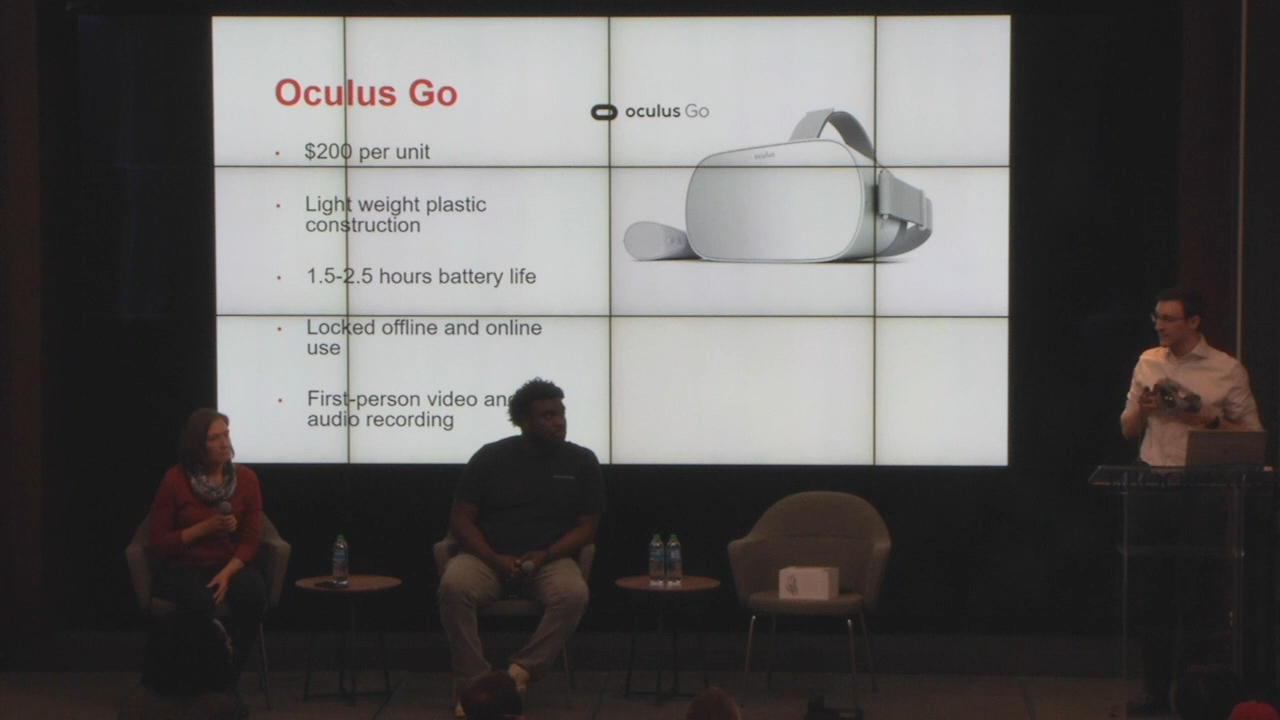 Oculus Go
oculus Go
• $200 per unit
oculus
• Light weight plastic
construction
• 1.5-2.5 hours battery life
• Locked offline and online
use
• First-person video and
audio recording